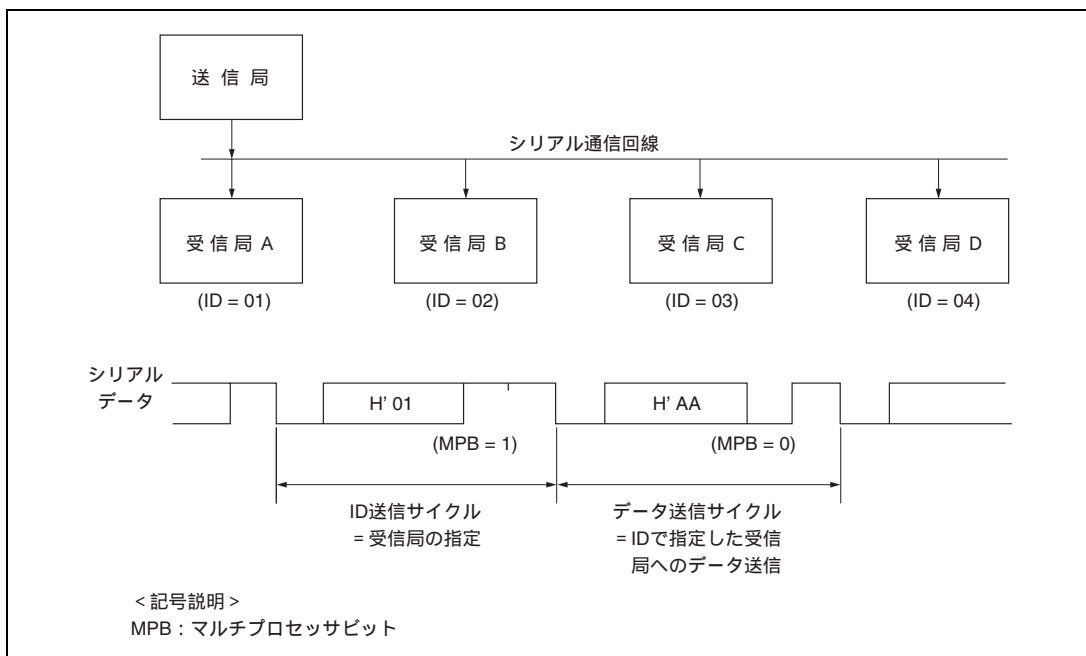 送信局
シリアル通信回線
受信局 A
受信局 B
受信局 C
受信局 D
(ID = 01)
(ID = 02)
(ID = 03)
(ID = 04)
シリアル
データ
H' 01
H' AA
(MPB = 1)
(MPB = 0)
ID送信サイクル
= 受信局の指定
データ送信サイクル
= IDで指定した受信
局へのデータ送信
<記号説明>
MPB:マルチプロセッサビット